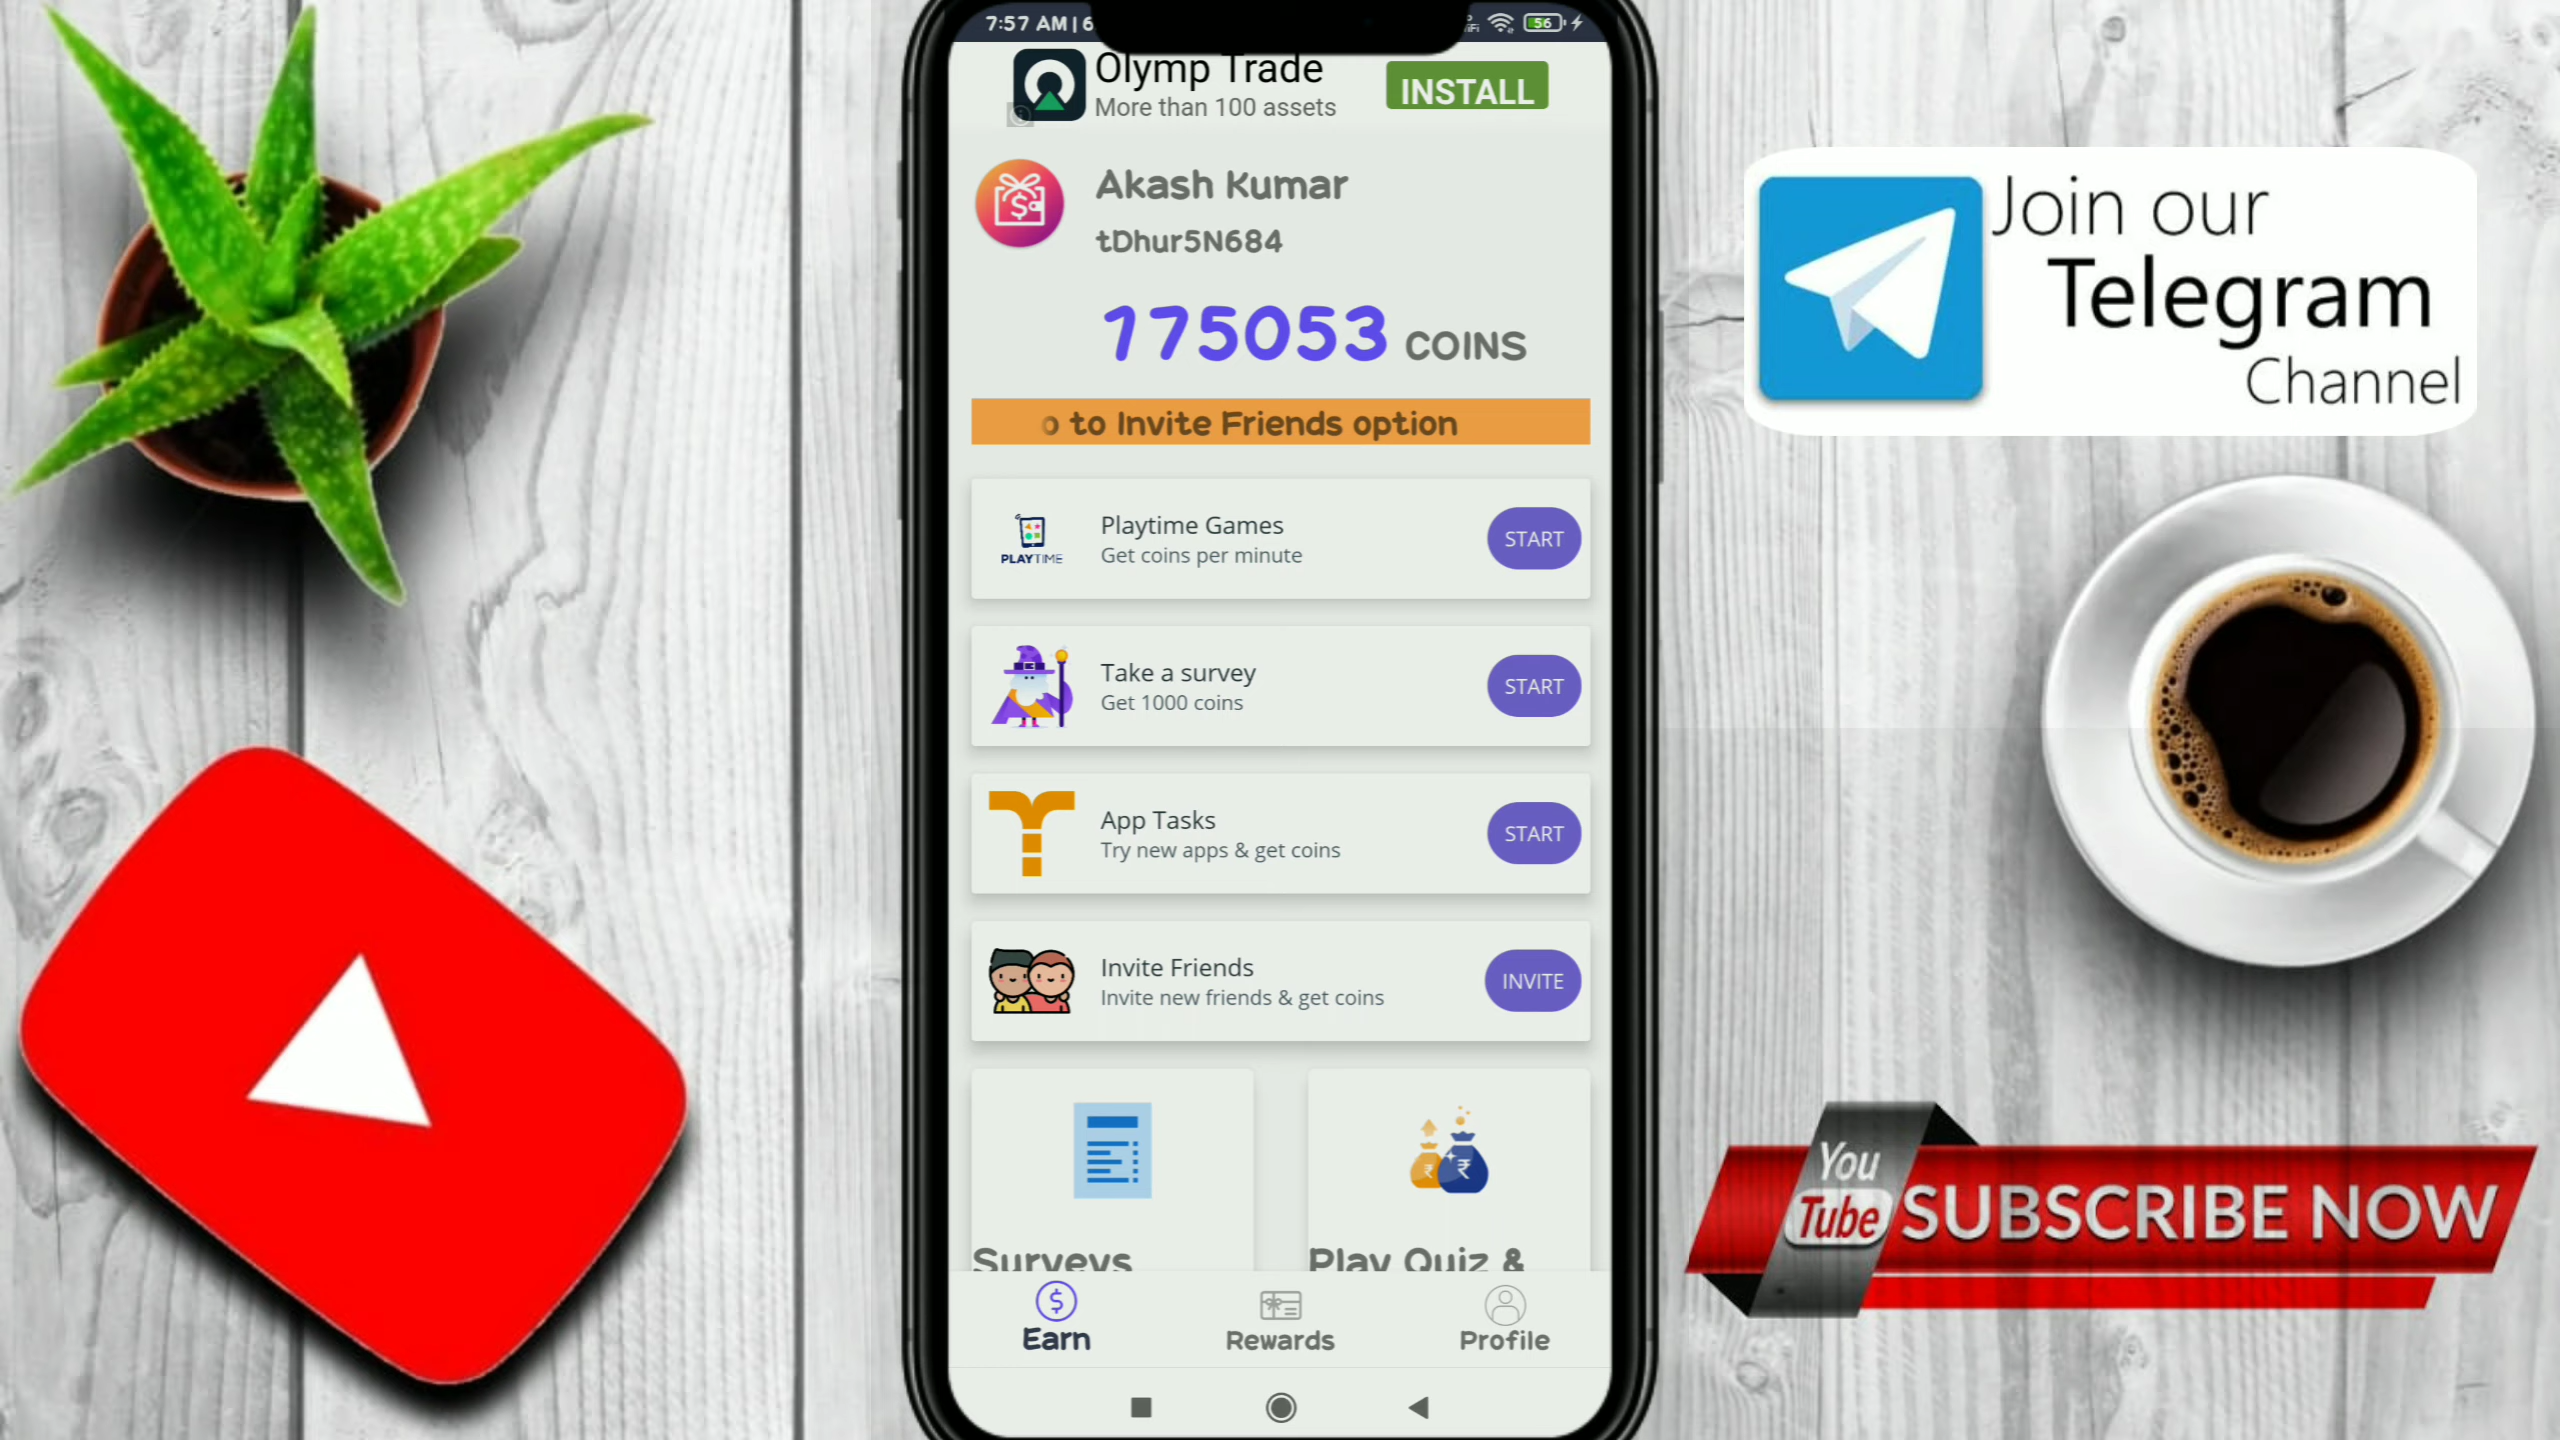 7:57 AM | 6
56
Olymp Trade
More than 100 assets
INSTALL
Akash Kumar
tDhur5N684
175053 COINS
to Invite Friends option
Playtime Games
Get coins per minute
START
PLAYTIME
Take a survey
Get 1000 coins
START
App Tasks
Try new apps & get coins
START
Invite Friends
Invite new friends & get coins
INVITE
Surveys
Play Quiz &
Earn
Rewards
Profile
Join our
Telegram
Channel
You
Tube
SUBSCRIBE NOW